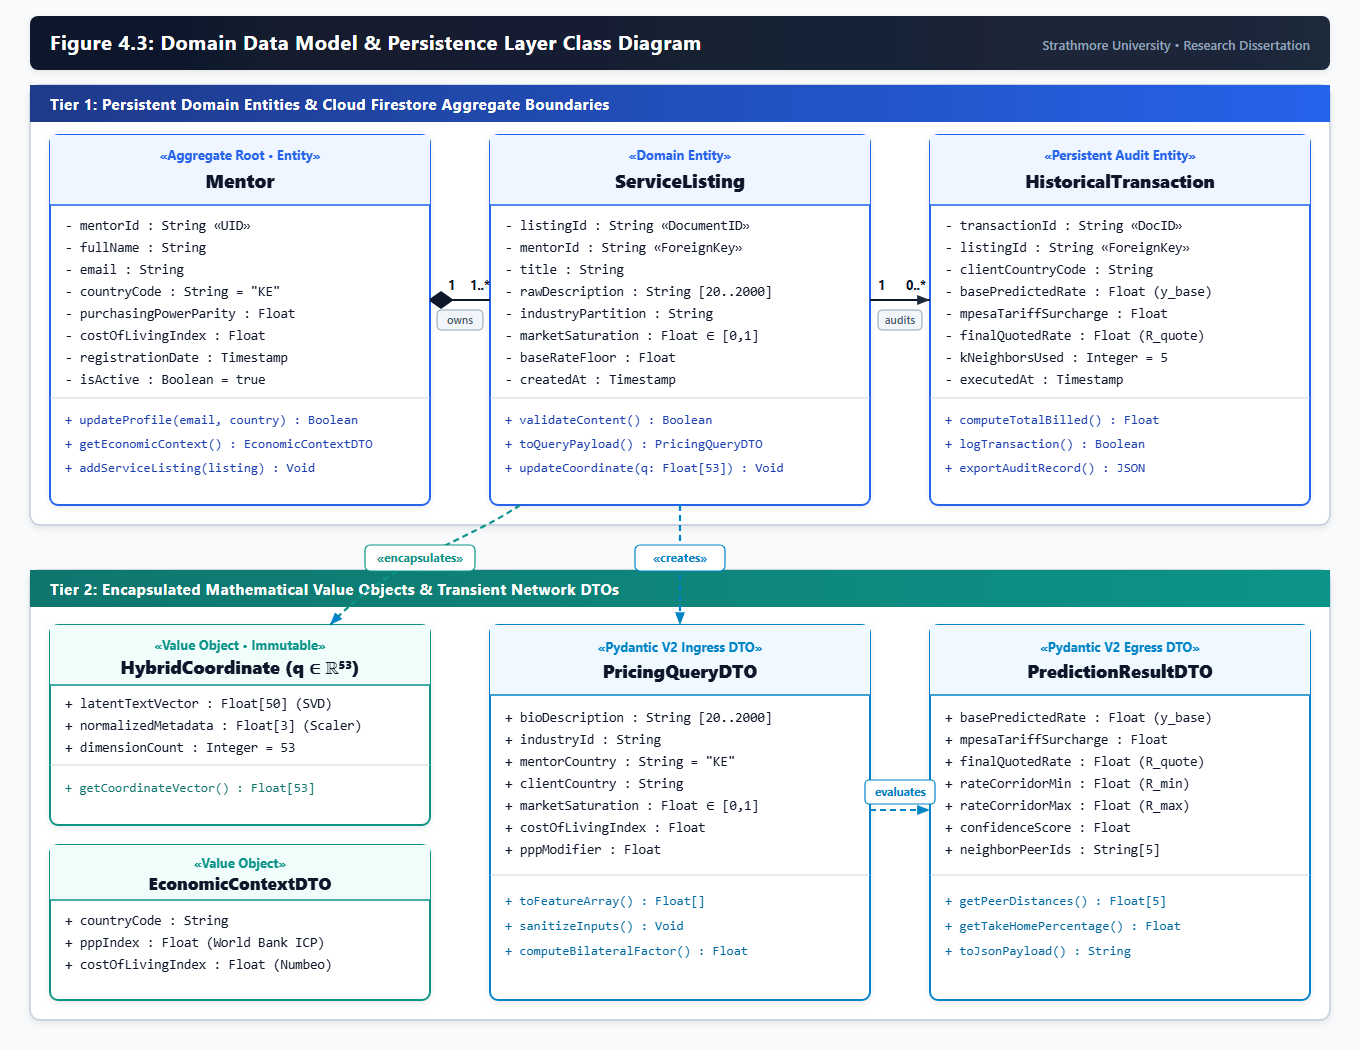 Figure 4.3: Domain Data Model & Persistence Layer Class Diagram
Strathmore University • Research Dissertation
Tier 1: Persistent Domain Entities & Cloud Firestore Aggregate Boundaries
«Aggregate Root • Entity»
Mentor
- mentorId : String «UID»
- fullName : String
- email : String
- countryCode : String = "KE"
- purchasingPowerParity : Float
- costOfLivingIndex : Float
- registrationDate : Timestamp
- isActive : Boolean = true
+ updateProfile(email, country) : Boolean
+ getEconomicContext() : EconomicContextDTO
+ addServiceListing(listing) : Void
1 1..*
owns
«Domain Entity»
ServiceListing
- listingId : String «DocumentID»
- mentorId : String «ForeignKey»
- title : String
- rawDescription : String [20..2000]
- industryPartition : String
- marketSaturation : Float ∈ [0,1]
- baseRateFloor : Float
- createdAt : Timestamp
+ validateContent() : Boolean
+ toQueryPayload() : PricingQueryDTO
+ updateCoordinate(q: Float[53]) : Void
1 0..*
audits
«Persistent Audit Entity»
HistoricalTransaction
- transactionId : String «DocID»
- listingId : String «ForeignKey»
- clientCountryCode : String
- basePredictedRate : Float (y_base)
- mpesaTariffSurcharge : Float
- finalQuotedRate : Float (R_quote)
- kNeighborsUsed : Integer = 5
- executedAt : Timestamp
+ computeTotalBilled() : Float
+ logTransaction() : Boolean
+ exportAuditRecord() : JSON
«encapsulates»
«creates»
Tier 2: Encapsulated Mathematical Value Objects & Transient Network DTOs
«Value Object • Immutable»
HybridCoordinate (q ∈ ℝ⁵³)
+ latentTextVector : Float[50] (SVD)
+ normalizedMetadata : Float[3] (Scaler)
+ dimensionCount : Integer = 53
+ getCoordinateVector() : Float[53]
«Value Object»
EconomicContextDTO
+ countryCode : String
+ pppIndex : Float (World Bank ICP)
+ costOfLivingIndex : Float (Numbeo)
«Pydantic V2 Ingress DTO»
PricingQueryDTO
+ bioDescription : String [20..2000]
+ industryId : String
+ mentorCountry : String = "KE"
+ clientCountry : String
+ marketSaturation : Float ∈ [0,1]
+ costOfLivingIndex : Float
+ pppModifier : Float
+ toFeatureArray() : Float[]
+ sanitizeInputs() : Void
+ computeBilateralFactor() : Float
evaluates
«Pydantic V2 Egress DTO»
PredictionResultDTO
+ basePredictedRate : Float (y_base)
+ mpesaTariffSurcharge : Float
+ finalQuotedRate : Float (R_quote)
+ rateCorridorMin : Float (R_min)
+ rateCorridorMax : Float (R_max)
+ confidenceScore : Float
+ neighborPeerIds : String[5]
+ getPeerDistances() : Float[5]
+ getTakeHomePercentage() : Float
+ toJsonPayload() : String